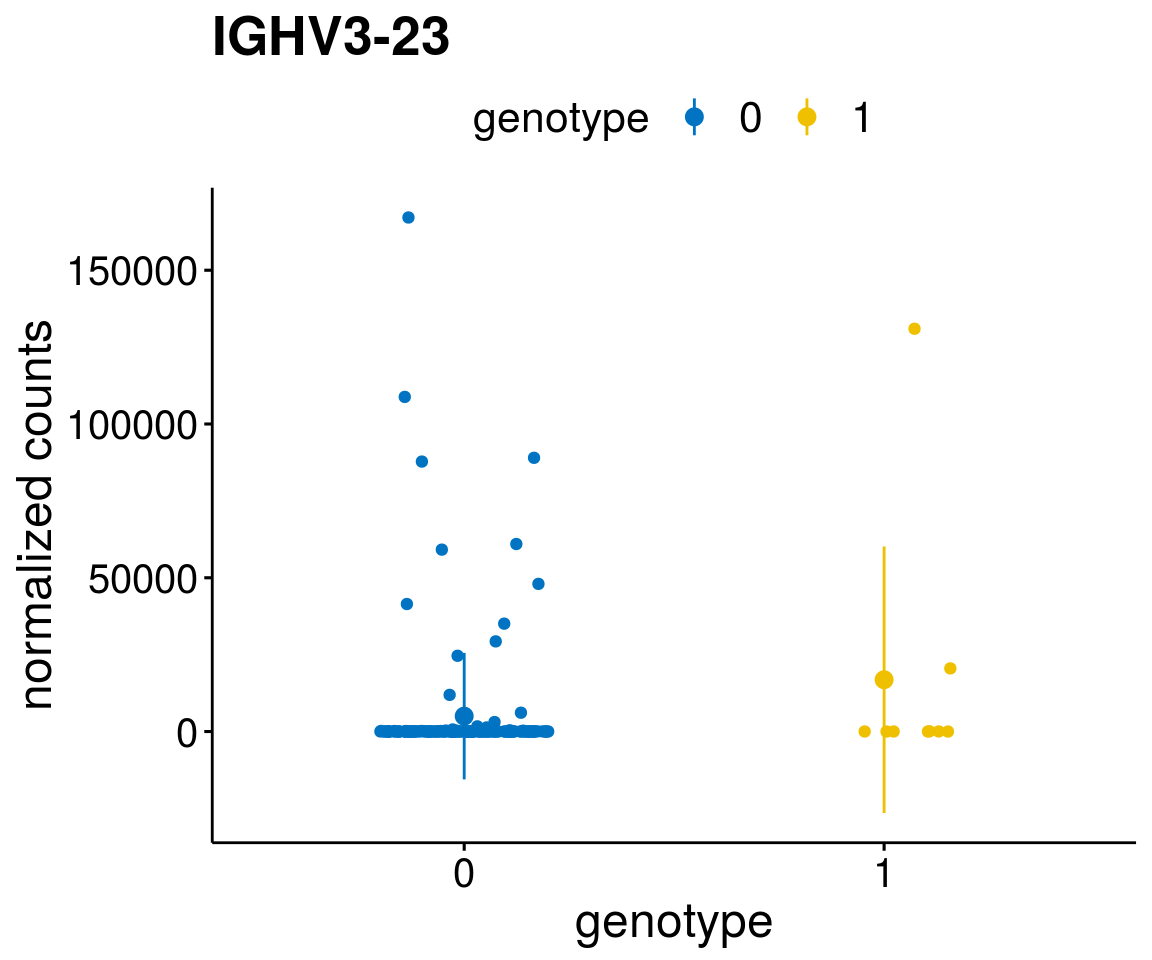 IGHV3-23
genotype 0 1
normalized counts
150000
100000
50000
0
0 1
genotype